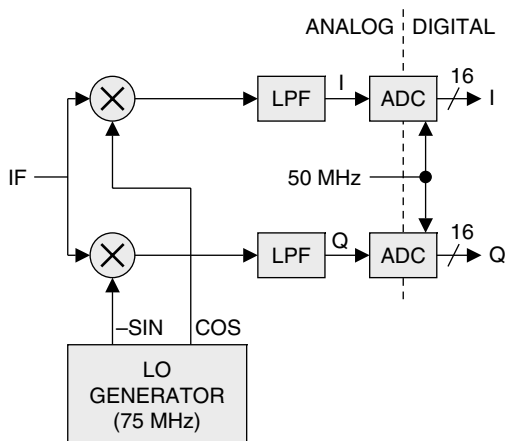 ANALOG DIGITAL
16
LPF I ADC I
IF 50 MHz
16
LPF Q ADC Q
–SIN COS
LO
GENERATOR
(75 MHz)